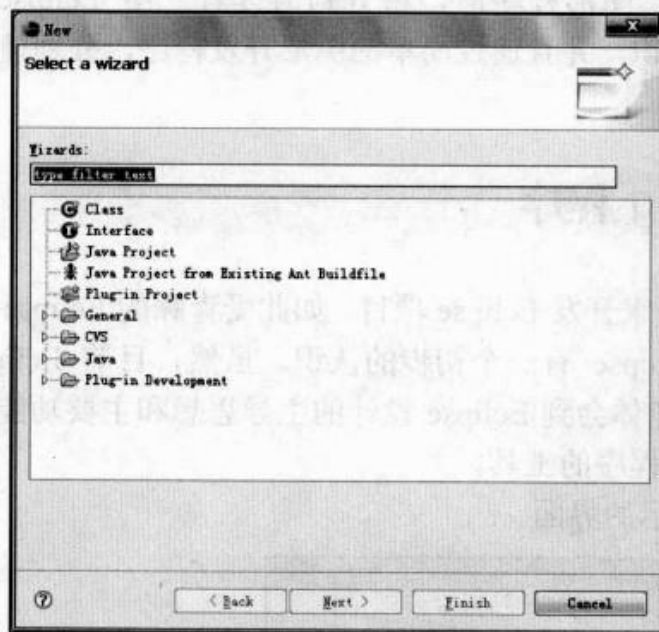 New
Select a wizard
Wizards:
type filter text
Class
Interface
Java Project
Java Project from Existing Ant Buildfile
Plug-in Project
General
CVS
Java
Plug-in Development
< Back
Next >
Finish
Cancel